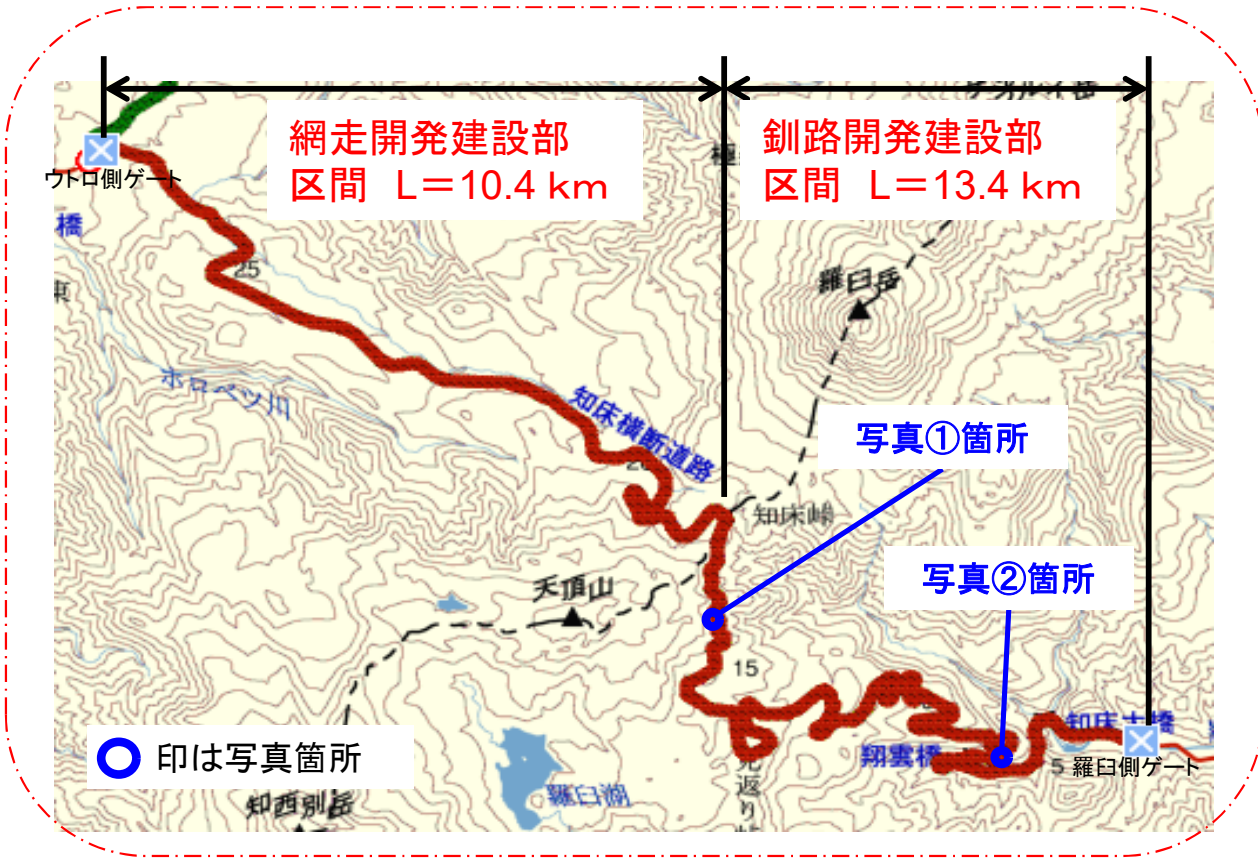 網走開発建設部
区間 L=10.4 km
釧路開発建設部
区間 L=13.4 km
ウトロ側ゲート
橋
東
25
羅臼岳
ホロベツ川
知床横断道路
写真①箇所
知床峠
写真②箇所
天頂山
15
知床大橋
翔雲橋
5
羅臼側ゲート
印は写真箇所
羅臼湖
知西別岳